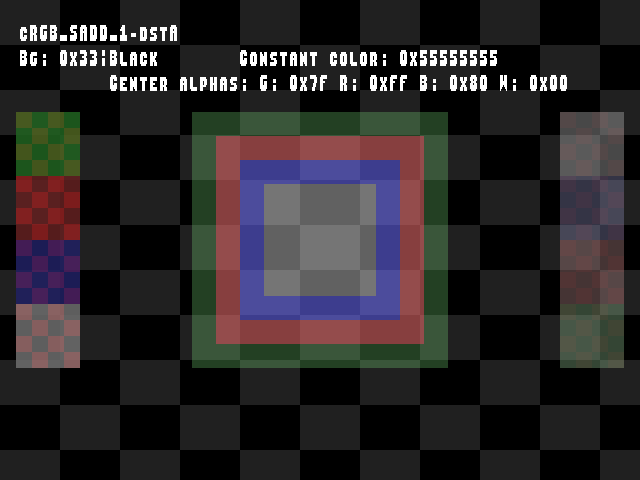 cRGB_SADD_1-dstA
Bg: 0x33¦Black Constant color: 0x55555555
Center alphas: G: 0x7f R: 0xff B: 0x80 W: 0x00